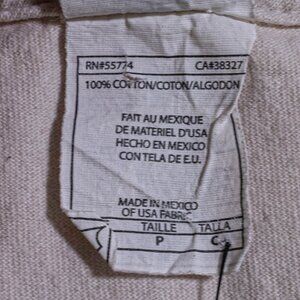 RN#55774 CA#38327
100% COTTON/COTON/ALGODON
FAIT AU MEXIQUE
DE MATERIEL D'USA
HECHO EN MEXICO
CON TELA DE E.U.
MADE IN MEXICO
OF USA FABRIC
TAILLE TALLA
P C